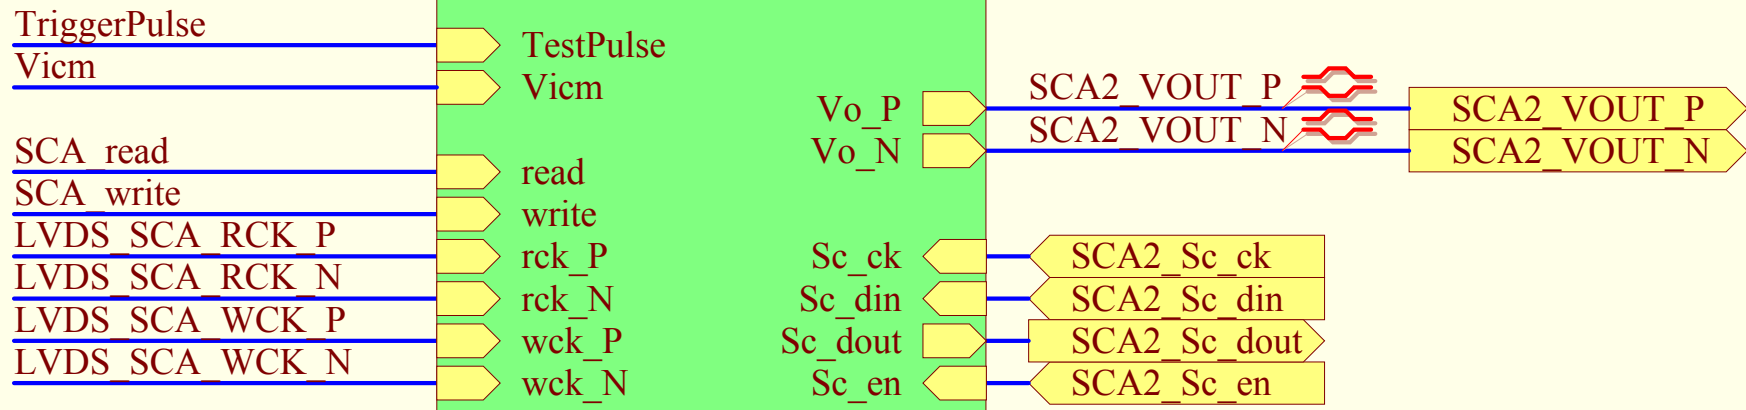 TriggerPulse
TestPulse
Vicm
Vicm
SCA_read
read
SCA_write
write
LVDS_SCA_RCK_P
rck_P
LVDS_SCA_RCK_N
rck_N
LVDS_SCA_WCK_P
wck_P
LVDS_SCA_WCK_N
wck_N
Vo_P
SCA2_VOUT_P
SCA2_VOUT_P
Vo_N
SCA2_VOUT_N
SCA2_VOUT_N
Sc_ck
SCA2_Sc_ck
Sc_din
SCA2_Sc_din
Sc_dout
SCA2_Sc_dout
Sc_en
SCA2_Sc_en